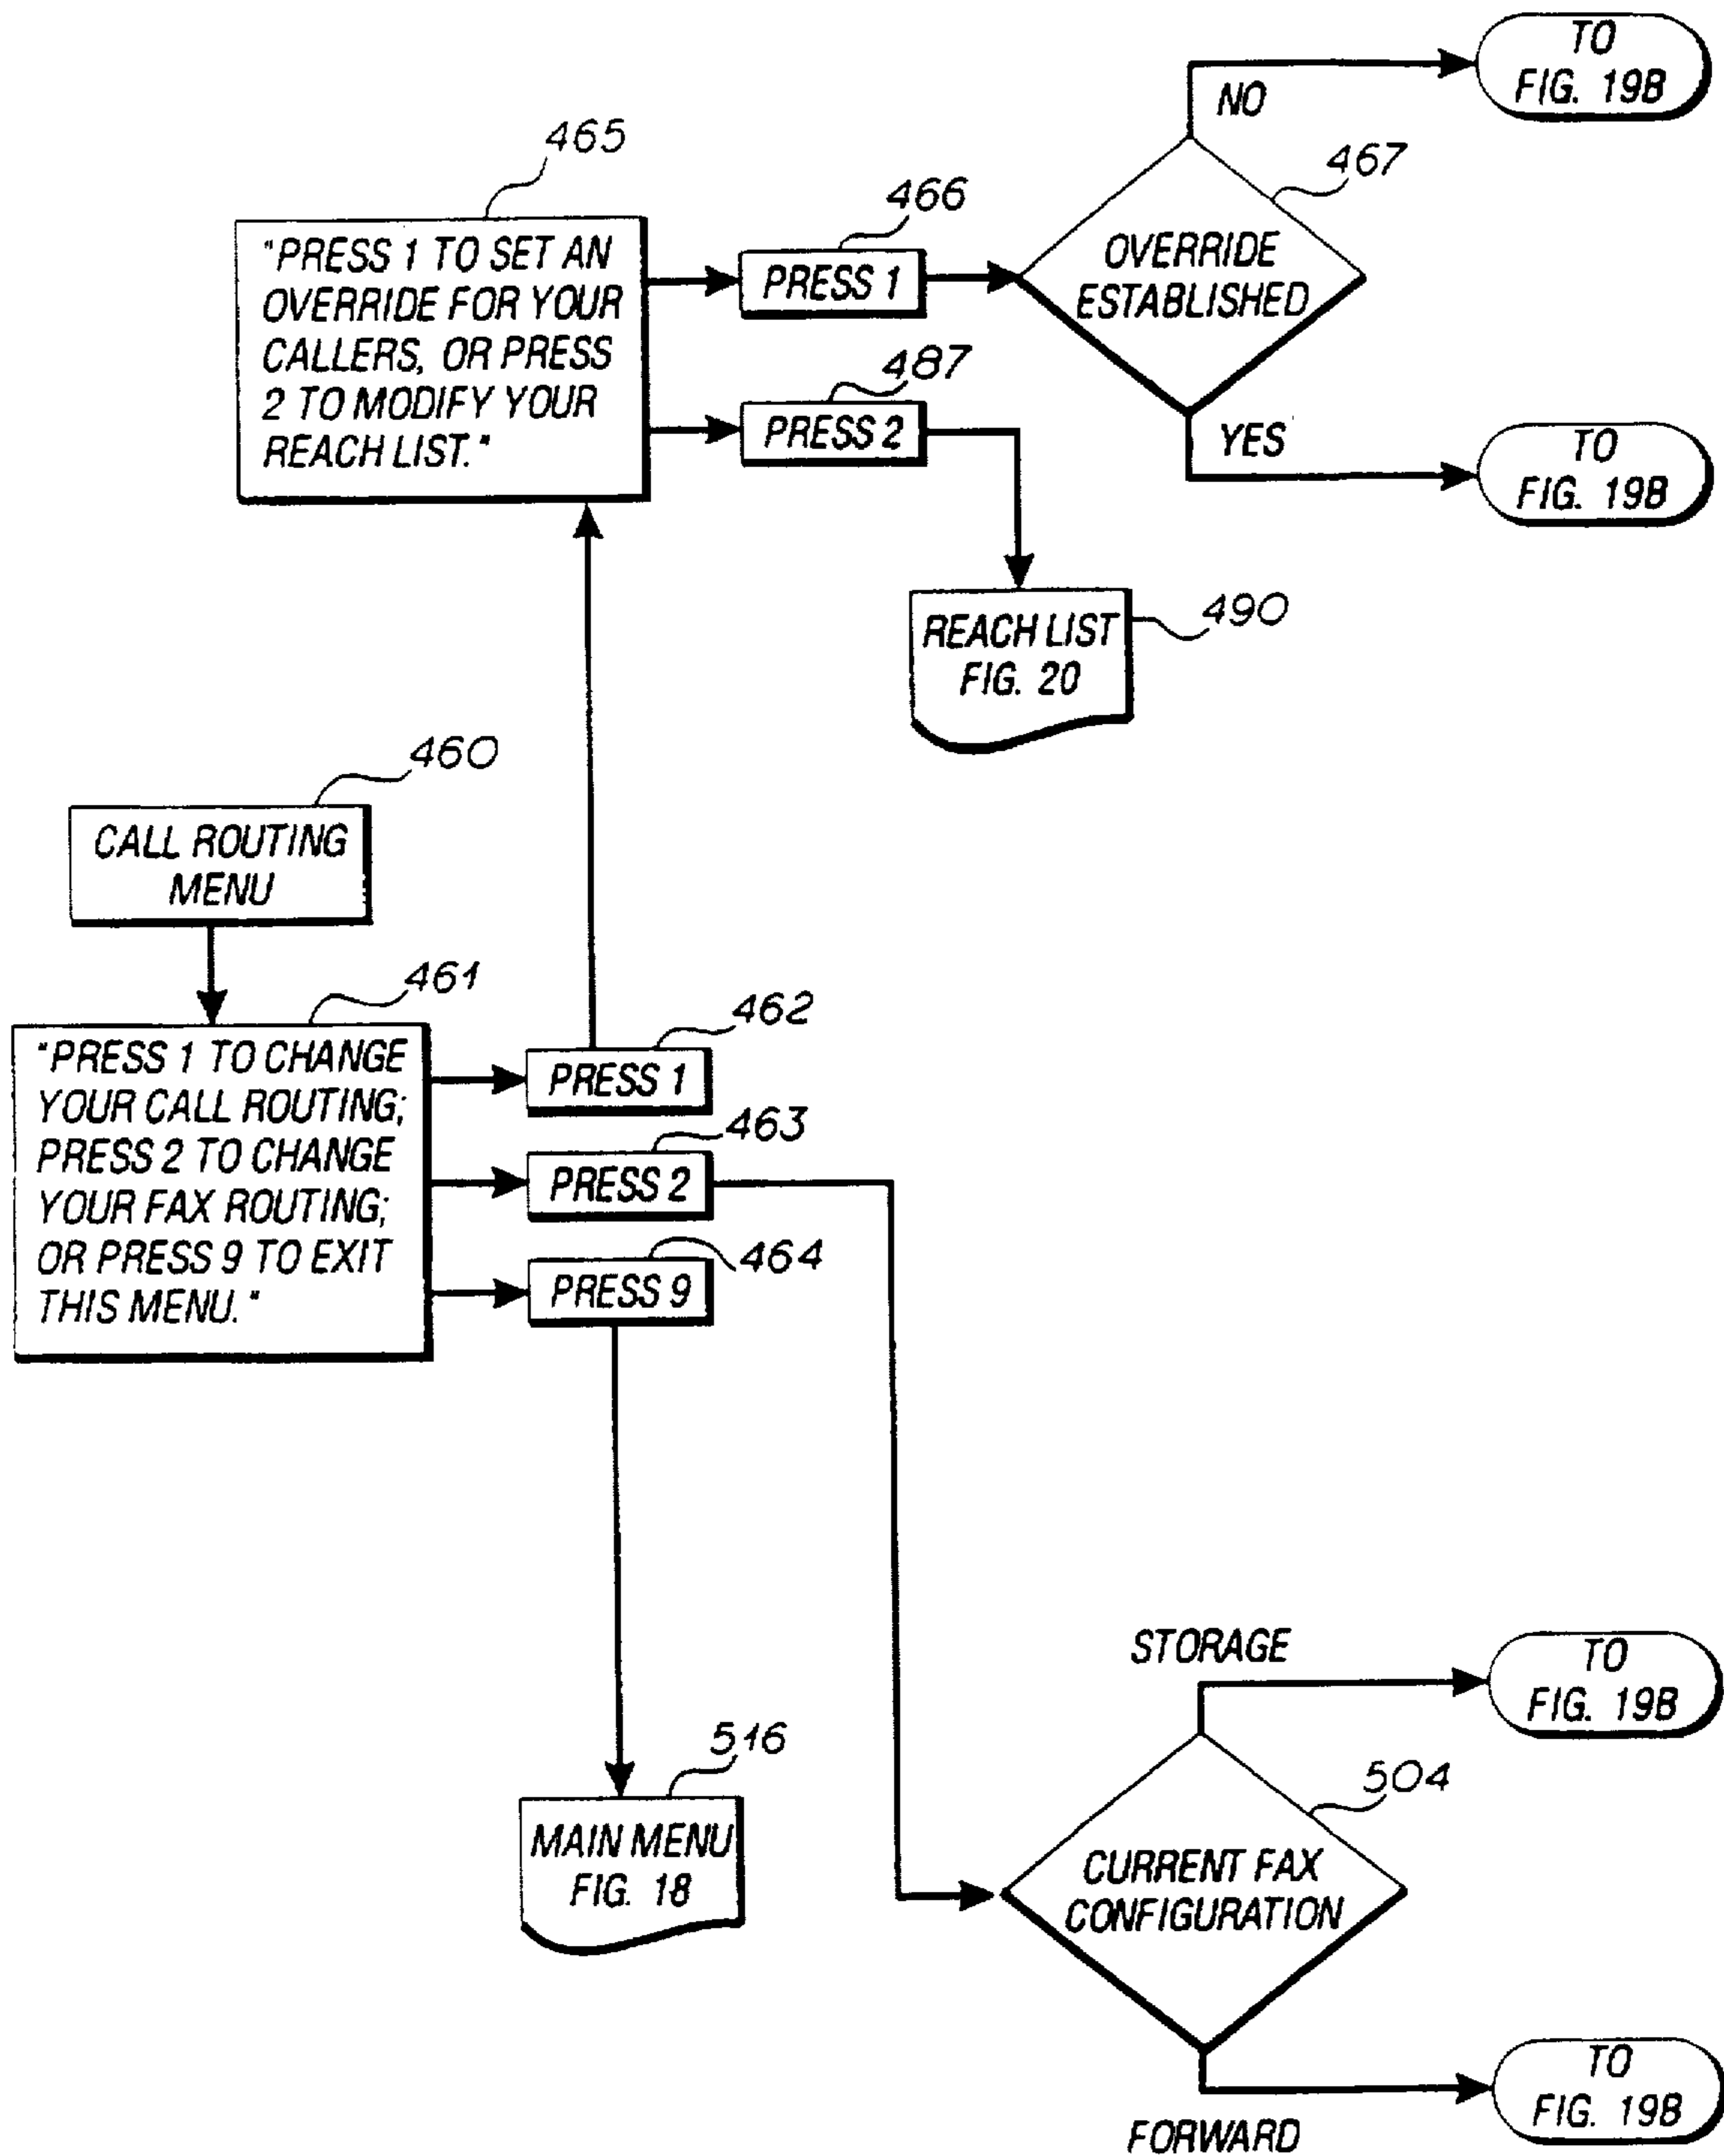 TO
FIG. 19B
NO
465
467
466
"PRESS 1 TO SET AN
OVERRIDE FOR YOUR
CALLERS, OR PRESS
2 TO MODIFY YOUR
REACH LIST."
PRESS 1
OVERRIDE
ESTABLISHED
487
PRESS 2
YES
TO
FIG. 19B
REACH LIST
FIG. 20
490
460
CALL ROUTING
MENU
461
"PRESS 1 TO CHANGE
YOUR CALL ROUTING;
PRESS 2 TO CHANGE
YOUR FAX ROUTING;
OR PRESS 9 TO EXIT
THIS MENU."
462
PRESS 1
463
PRESS 2
464
PRESS 9
STORAGE
TO
FIG. 19B
516
MAIN MENU
FIG. 18
504
CURRENT FAX
CONFIGURATION
TO
FIG. 19B
FORWARD